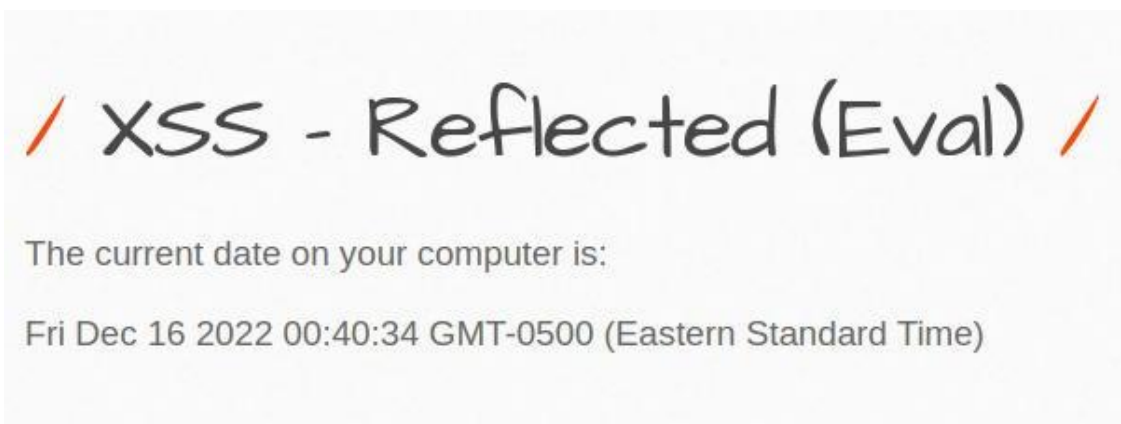 / XSS - Reflected (Eval) /
The current date on your computer is:
Fri Dec 16 2022 00:40:34 GMT-0500 (Eastern Standard Time)